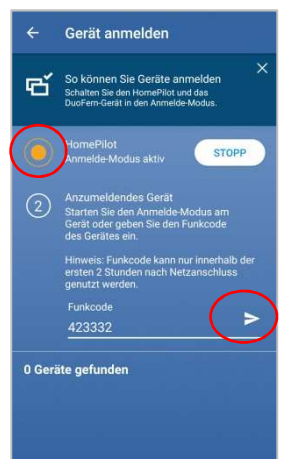 Gerät anmelden
So können Sie Geräte anmelden
Schalten Sie den HomePilot und das
DuoFern-Gerät in den Anmelde-Modus.
HomePilot
Anmelde-Modus aktiv
STOPP
2
Anzumeldendes Gerät
Starten Sie den Anmelde-Modus am
Gerät oder geben Sie den Funkcode
des Gerätes ein.
Hinweis: Funkcode kann nur innerhalb der
ersten 2 Stunden nach Netzanschluss
genutzt werden.
Funkcode
423332
0 Geräte gefunden